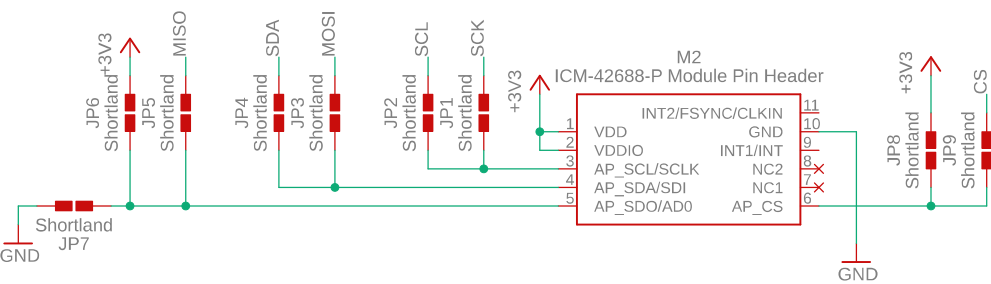 +3V3
MISO
SDA
MOSI
SCL
SCK
JP6
Shortland
JP5
Shortland
JP4
Shortland
JP3
Shortland
JP2
Shortland
JP1
Shortland
+3V3
M2
ICM-42688-P Module Pin Header
INT2/FSYNC/CLKIN 11
1 VDD GND 10
2 VDDIO INT1/INT 9
3 AP_SCL/SCLK NC2 8
4 AP_SDA/SDI NC1 7
5 AP_SDO/AD0 AP_CS 6
+3V3
CS
JP8
Shortland
JP9
Shortland
Shortland
JP7
GND
GND